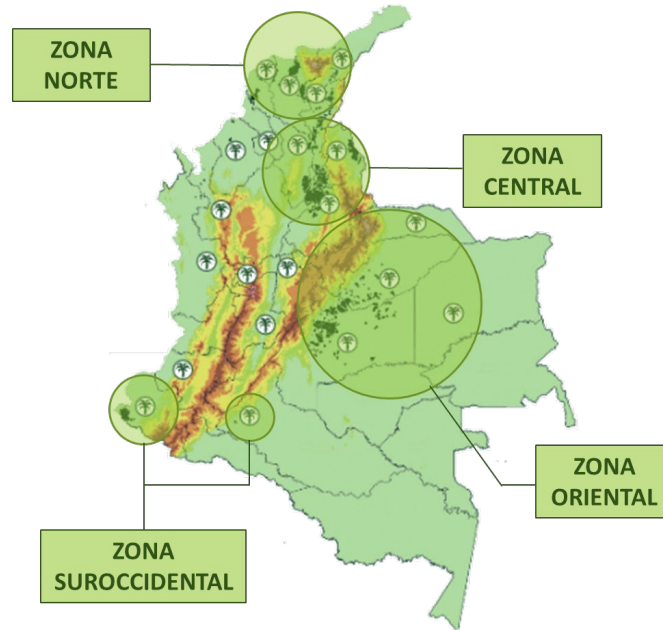 ZONA
NORTE
ZONA
CENTRAL
ZONA
ORIENTAL
ZONA
SUROCCIDENTAL